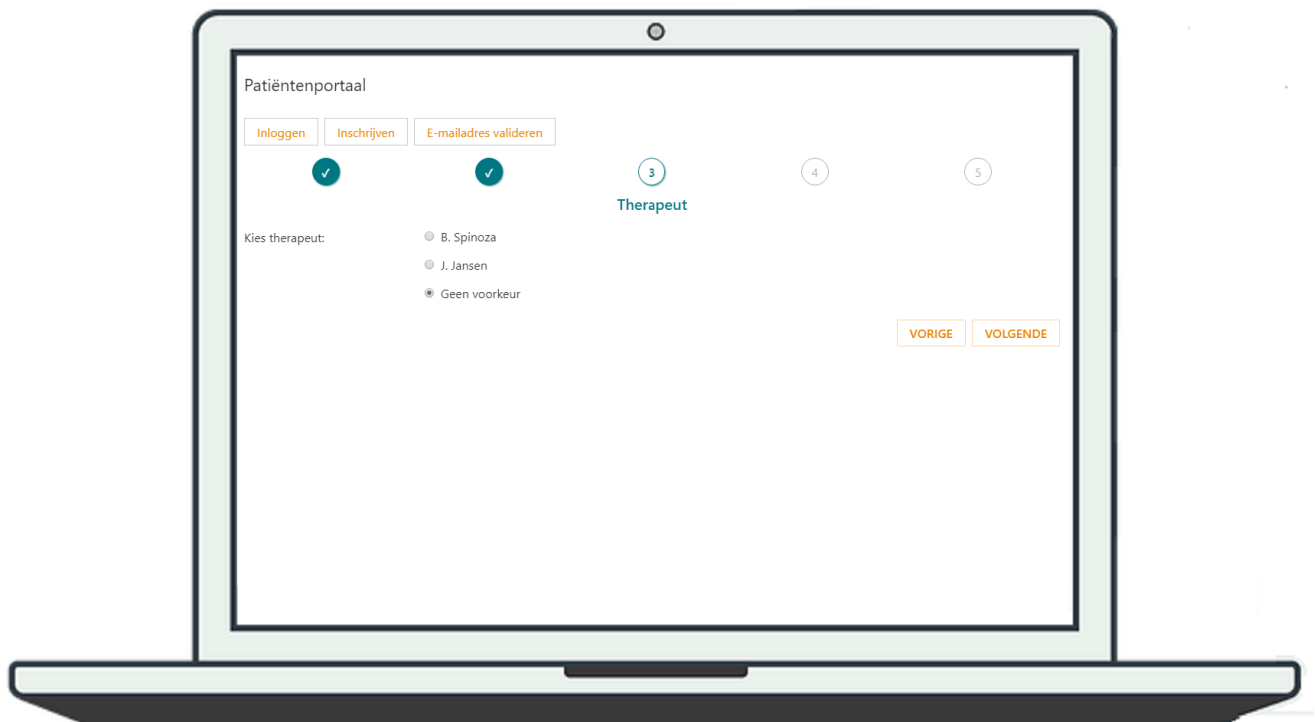 Patiëntenportaal
Inloggen Inschrijven E-mailadres valideren
3 4 5
Therapeut
Kies therapeut:
B. Spinoza
J. Jansen
Geen voorkeur
VORIGE VOLGENDE